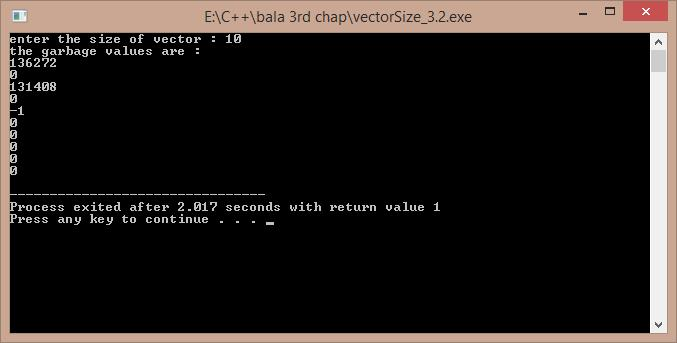 E:\C++\bala 3rd chap\vectorSize_3.2.exe
enter the size of vector : 10
the garbage values are :
136272
0
131408
0
-1
0
0
0
0
0
--------------------------------
Process exited after 2.017 seconds with return value 1
Press any key to continue . . . _